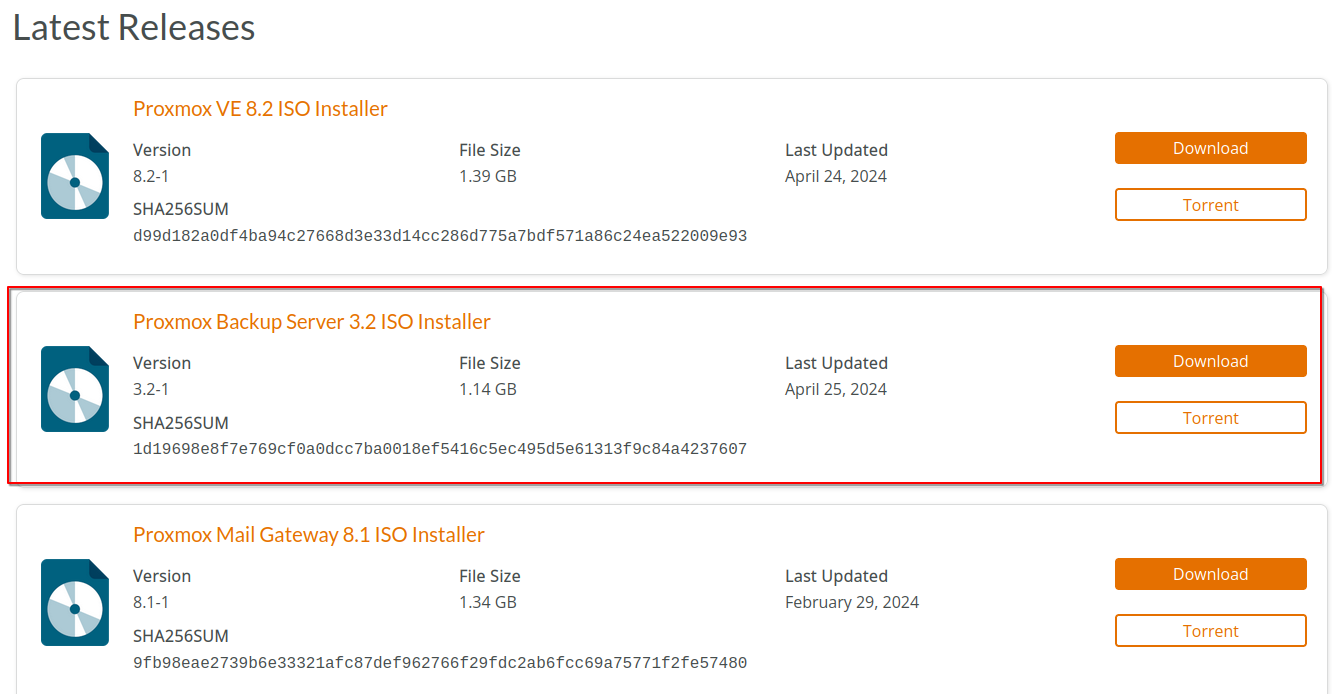 Latest Releases
Proxmox VE 8.2 ISO Installer
Version File Size Last Updated Download
8.2-1 1.39 GB April 24, 2024
SHA256SUM Torrent
d99d182a0df4ba94c27668d3e33d14cc286d775a7bdf571a86c24ea522009e93
Proxmox Backup Server 3.2 ISO Installer
Version File Size Last Updated Download
3.2-1 1.14 GB April 25, 2024
SHA256SUM Torrent
1d19698e8f7e769cf0a0dcc7ba0018ef5416c5ec495d5e61313f9c84a4237607
Proxmox Mail Gateway 8.1 ISO Installer
Version File Size Last Updated Download
8.1-1 1.34 GB February 29, 2024
SHA256SUM Torrent
9fb98eae2739b6e33321afc87def962766f29fdc2ab6fcc69a75771f2fe57480